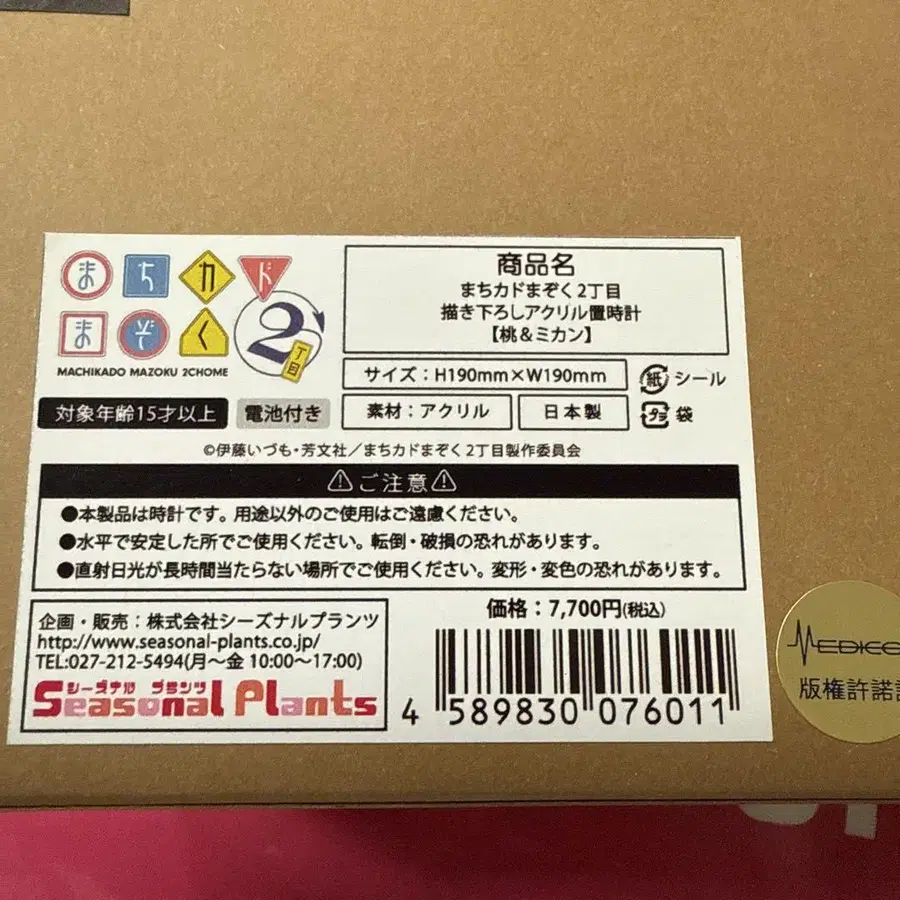 まちカド
まぞく
2丁目
MACHIKADO MAZOKU 2CHOME
商品名
まちカドまぞく2丁目
描き下ろしアクリル置時計
【桃＆ミカン】
サイズ：H190mm×W190mm
紙 シール
対象年齢15才以上
電池付き
素材：アクリル
日本製
プラ 袋
©伊藤いづも・芳文社／まちカドまぞく2丁目製作委員会
⚠ご注意⚠
●本製品は時計です。用途以外のご使用はご遠慮ください。
●水平で安定した所でご使用ください。転倒・破損の恐れがあります。
●直射日光が長時間当たらない場所でご使用ください。変形・変色の恐れがあります。
企画・販売：株式会社シーズナルプランツ
http://www.seasonal-plants.co.jp/
TEL:027-212-5494(月～金 10:00～17:00)
シーズナル プランツ
Seasonal Plants
価格：7,700円(税込)
4 589830 076011
MEDICO
版権許諾